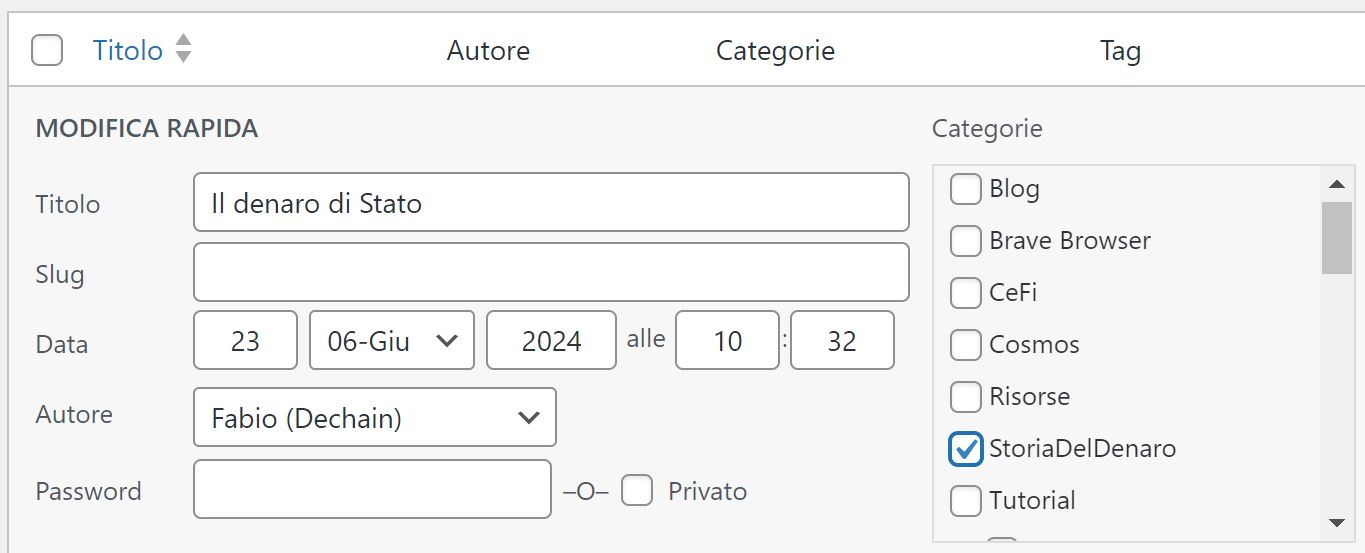 Titolo Autore Categorie Tag
MODIFICA RAPIDA
Titolo Il denaro di Stato
Slug
Data 23 06-Giu 2024 alle 10 : 32
Autore Fabio (Dechain)
Password –O– Privato
Categorie
Blog
Brave Browser
CeFi
Cosmos
Risorse
StoriaDelDenaro
Tutorial